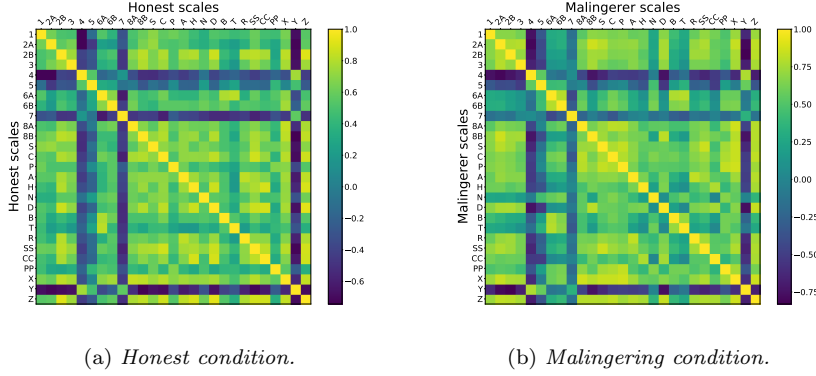 Honest scales
Malingerer scales
1 2A 2B 3 4 5 6A 6B 7 8A 8B S C P A H N D B T R SS CC PP X Y Z
1 2A 2B 3 4 5 6A 6B 7 8A 8B S C P A H N D B T R SS CC PP X Y Z
Honest scales
1
2A
2B
3
4
5
6A
6B
7
8A
8B
S
C
P
A
H
N
D
B
T
R
SS
CC
PP
X
Y
Z
1.0
0.8
0.6
0.4
0.2
0.0
−0.2
−0.4
−0.6
Malingerer scales
1
2A
2B
3
4
5
6A
6B
7
8A
8B
S
C
P
A
H
N
D
B
T
R
SS
CC
PP
X
Y
Z
1.00
0.75
0.50
0.25
0.00
−0.25
−0.50
−0.75
(a) Honest condition.
(b) Malingering condition.